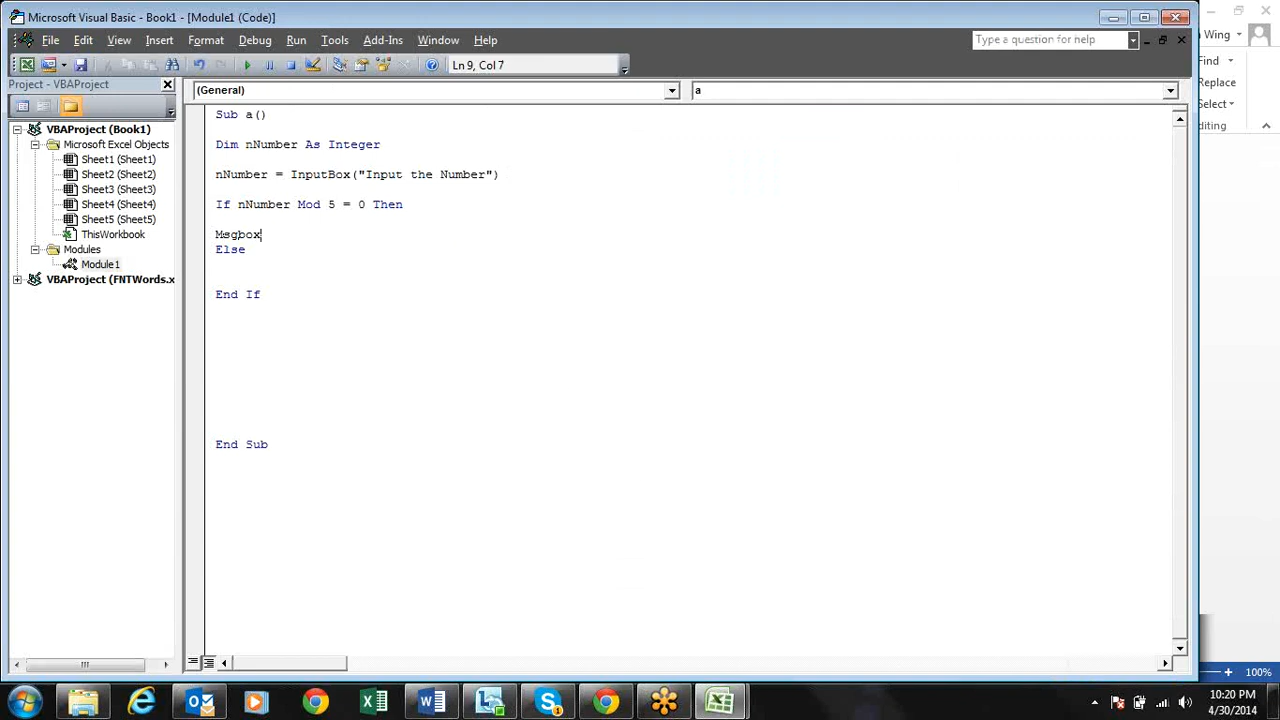 Microsoft Visual Basic - Book1 - [Module1 (Code)]
File Edit View Insert Format Debug Run Tools Add-Ins Window Help
Type a question for help
Ln 9, Col 7
Project - VBAProject
(General)
a
VBAProject (Book1)
Microsoft Excel Objects
Sheet1 (Sheet1)
Sheet2 (Sheet2)
Sheet3 (Sheet3)
Sheet4 (Sheet4)
Sheet5 (Sheet5)
ThisWorkbook
Modules
Module1
VBAProject (FNTWords.x
Sub a()
Dim nNumber As Integer
nNumber = InputBox("Input the Number")
If nNumber Mod 5 = 0 Then
Msgbox
Else
End If
End Sub
Wing
Find
Replace
Select
diting
100%
10:20 PM
4/30/2014